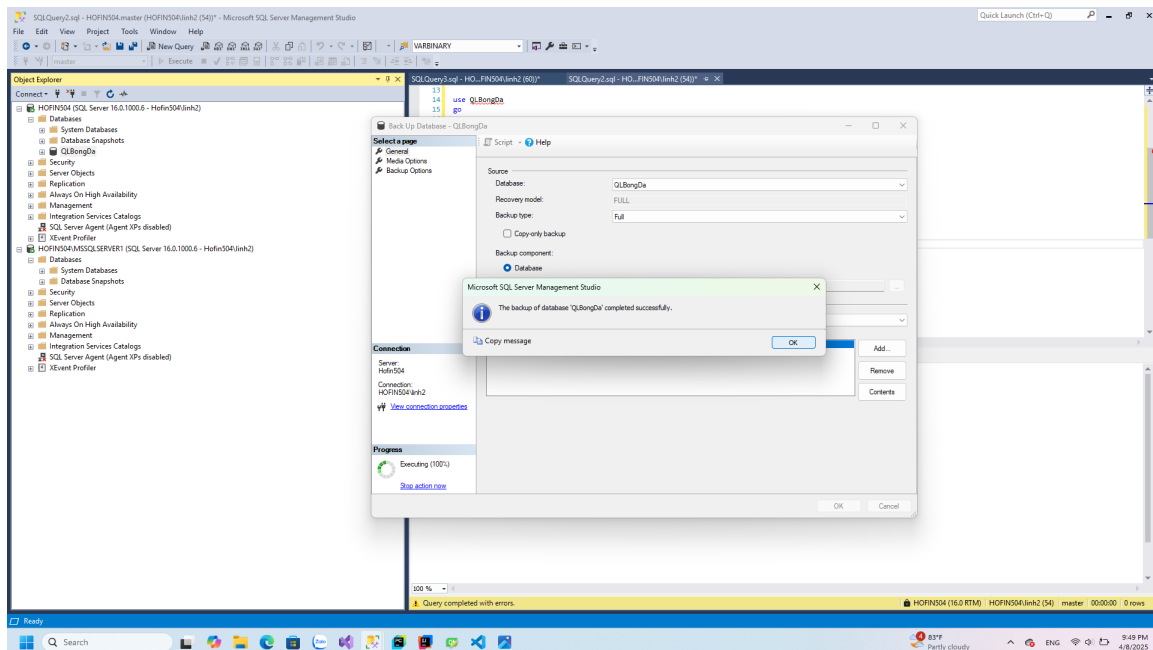 SQLQuery2.sql - HOFIN504.master (HOFIN504\linh2 (54))* - Microsoft SQL Server Management Studio
Quick Launch (Ctrl+Q)
File Edit View Project Tools Window Help
New Query
VARBINARY
master
Execute
Object Explorer
SQLQuery3.sql - HO...FIN504\linh2 (60))*
SQLQuery2.sql - HO...FIN504\linh2 (54))*
Connect
HOFIN504 (SQL Server 16.0.1000.6 - Hofin504\linh2)
Databases
System Databases
Database Snapshots
QLBongDa
Security
Server Objects
Replication
Always On High Availability
Management
Integration Services Catalogs
SQL Server Agent (Agent XPs disabled)
XEvent Profiler
HOFIN504\MSSQLSERVER1 (SQL Server 16.0.1000.6 - Hofin504\linh2)
Databases
System Databases
Database Snapshots
Security
Server Objects
Replication
Always On High Availability
Management
Integration Services Catalogs
SQL Server Agent (Agent XPs disabled)
XEvent Profiler
13
14 use QLBongDa
15 go
Back Up Database - QLBongDa
Select a page
General
Media Options
Backup Options
Script
Help
Source
Database: QLBongDa
Recovery model: FULL
Backup type: Full
Copy-only backup
Backup component:
Database
Microsoft SQL Server Management Studio
The backup of database 'QLBongDa' completed successfully.
Copy message
OK
Connection
Server:
Hofin504
Connection:
HOFIN504\linh2
View connection properties
Progress
Executing (100%)
Stop action now
Add...
Remove
Contents
OK Cancel
100 %
Query completed with errors.
HOFIN504 (16.0 RTM) HOFIN504\linh2 (54) master 00:00:00 0 rows
Ready
Search
Zalo
4
83°F
Partly cloudy
ENG
9:49 PM
4/8/2025